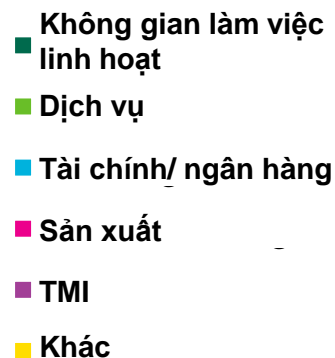 Không gian làm việc
linh hoạt
Dịch vụ
Tài chính/ ngân hàng
Sản xuất
TMI
Khác